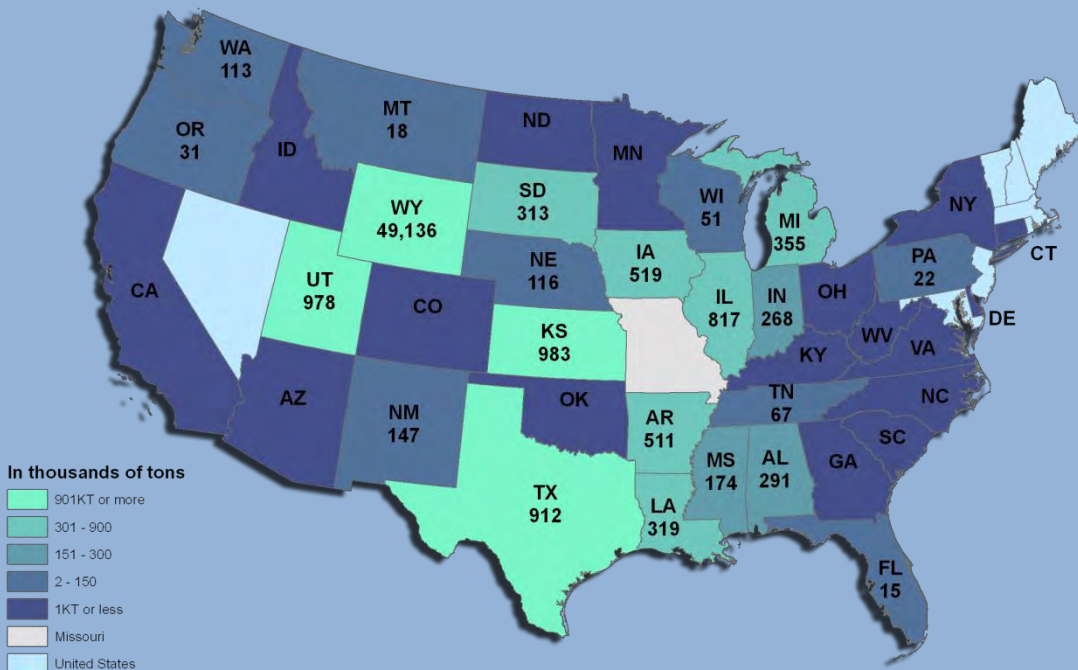 WA
113
OR
31
ID
MT
18
ND
MN
WY
49,136
SD
313
WI
51
MI
355
NY
CT
PA
22
DE
CA
UT
978
CO
NE
116
IA
519
IL
817
IN
268
OH
WV
VA
KY
KS
983
AZ
NM
147
OK
AR
511
TN
67
NC
SC
GA
MS
174
AL
291
TX
912
LA
319
FL
15
In thousands of tons
901KT or more
301 - 900
151 - 300
2 - 150
1KT or less
Missouri
United States